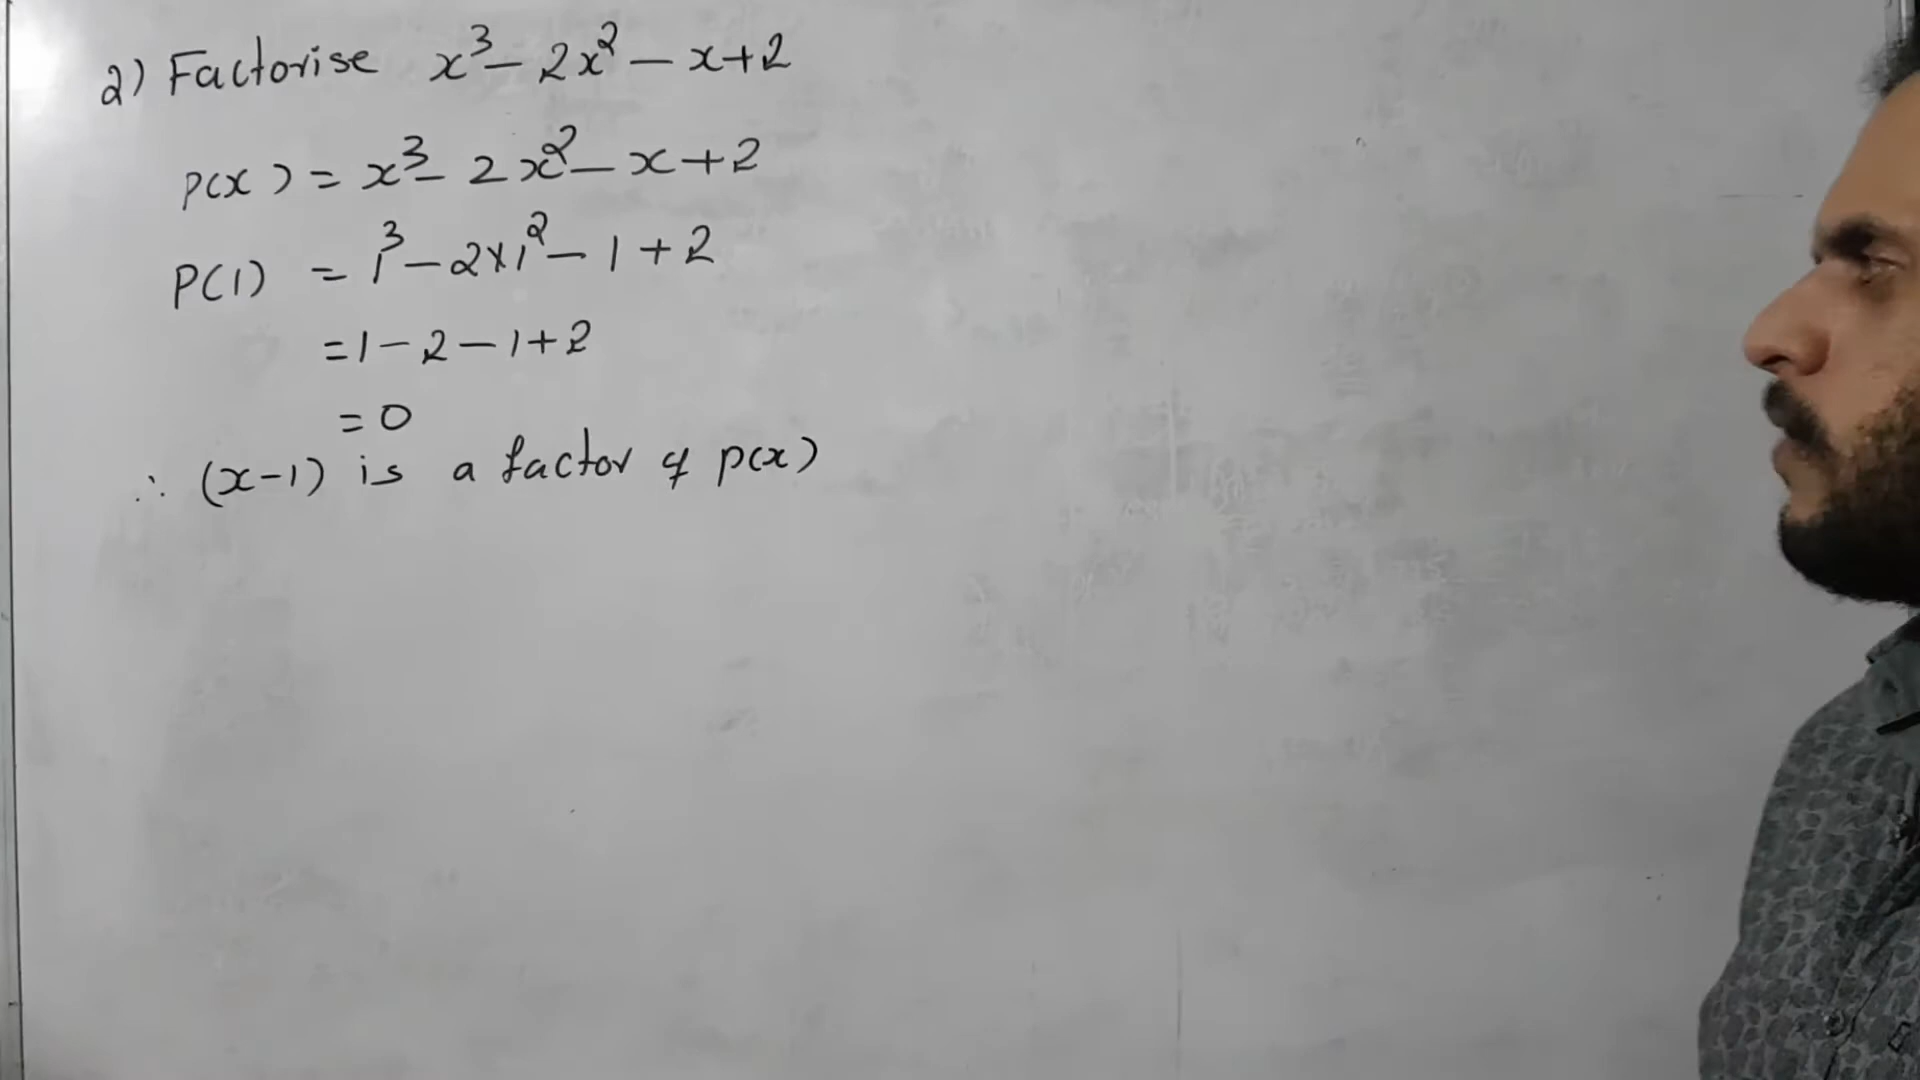 2) Factorise x³ - 2x² - x + 2
p(x) = x³ - 2x² - x + 2
P(1) = 1³ - 2×1² - 1 + 2
= 1 - 2 - 1 + 2
= 0
∴ (x-1) is a factor of p(x)